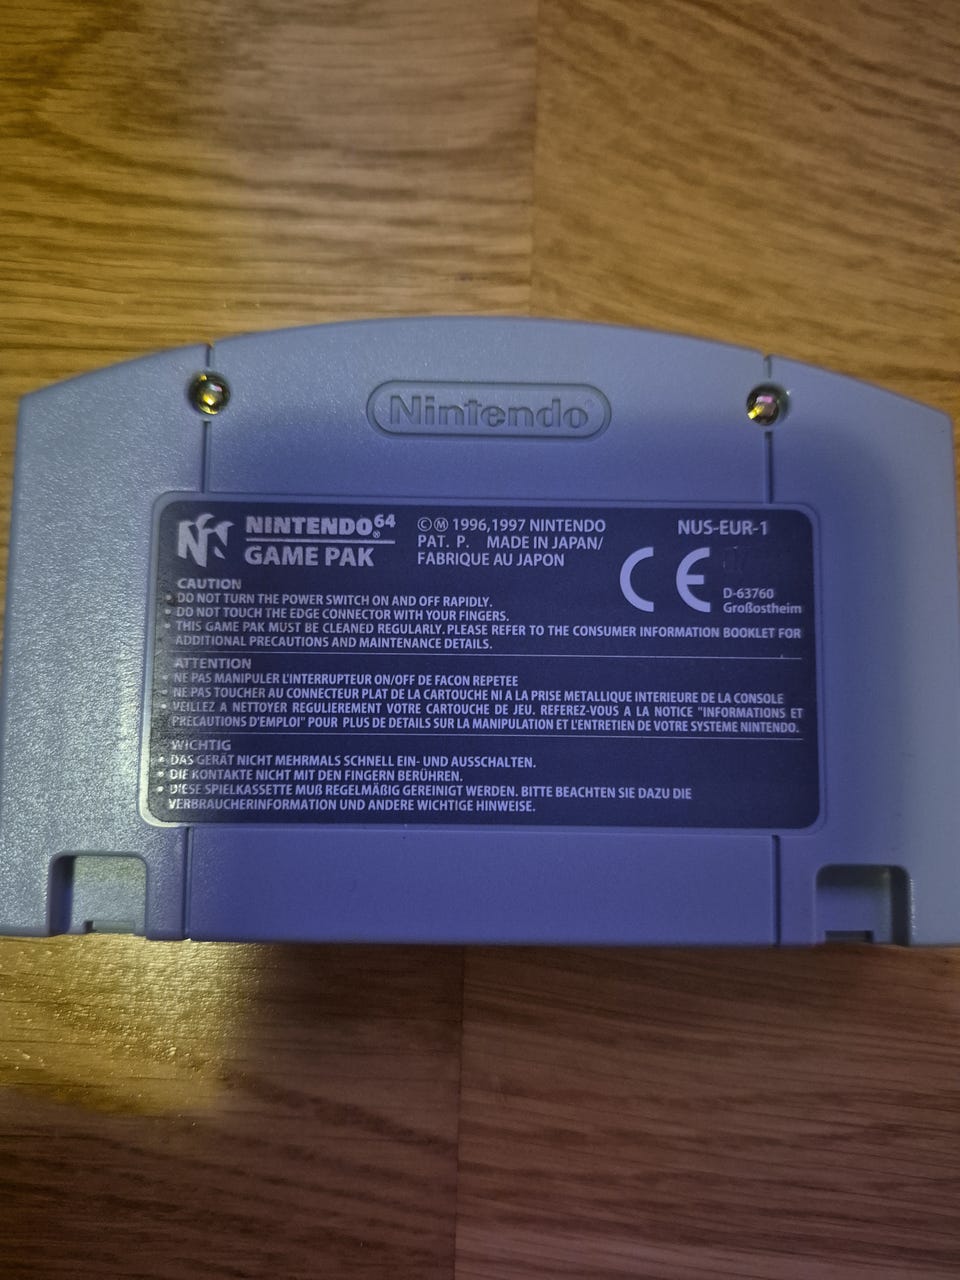 Nintendo®
NINTENDO64®
GAME PAK
©Ⓜ 1996,1997 NINTENDO
PAT. P. MADE IN JAPAN/
FABRIQUE AU JAPON
NUS-EUR-1
CE
D-63760
Großostheim
CAUTION
• DO NOT TURN THE POWER SWITCH ON AND OFF RAPIDLY.
• DO NOT TOUCH THE EDGE CONNECTOR WITH YOUR FINGERS.
• THIS GAME PAK MUST BE CLEANED REGULARLY. PLEASE REFER TO THE CONSUMER INFORMATION BOOKLET FOR
ADDITIONAL PRECAUTIONS AND MAINTENANCE DETAILS.
ATTENTION
• NE PAS MANIPULER L'INTERRUPTEUR ON/OFF DE FACON REPETEE
• NE PAS TOUCHER AU CONNECTEUR PLAT DE LA CARTOUCHE NI A LA PRISE METALLIQUE INTERIEURE DE LA CONSOLE
• VEILLEZ A NETTOYER REGULIEREMENT VOTRE CARTOUCHE DE JEU. REFEREZ-VOUS A LA NOTICE "INFORMATIONS ET
PRECAUTIONS D'EMPLOI" POUR PLUS DE DETAILS SUR LA MANIPULATION ET L'ENTRETIEN DE VOTRE SYSTEME NINTENDO.
WICHTIG
• DAS GERÄT NICHT MEHRMALS SCHNELL EIN- UND AUSSCHALTEN.
• DIE KONTAKTE NICHT MIT DEN FINGERN BERÜHREN.
• DIESE SPIELKASSETTE MUß REGELMÄßIG GEREINIGT WERDEN. BITTE BEACHTEN SIE DAZU DIE
VERBRAUCHERINFORMATION UND ANDERE WICHTIGE HINWEISE.